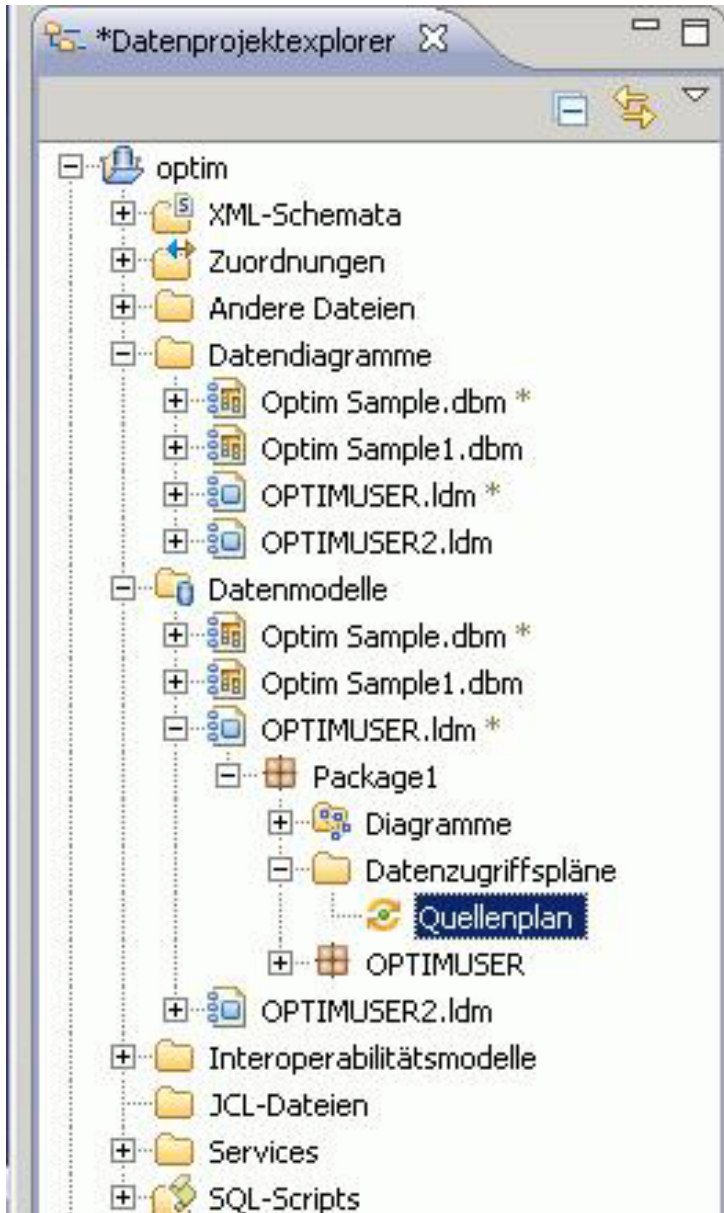 *Datenprojektexplorer
optim
XML-Schemata
Zuordnungen
Andere Dateien
Datendiagramme
Optim Sample.dbm *
Optim Sample1.dbm
OPTIMUSER.ldm *
OPTIMUSER2.ldm
Datenmodelle
Optim Sample.dbm *
Optim Sample1.dbm
OPTIMUSER.ldm *
Package1
Diagramme
Datenzugriffspläne
Quellenplan
OPTIMUSER
OPTIMUSER2.ldm
Interoperabilitätsmodelle
JCL-Dateien
Services
SQL-Scripts